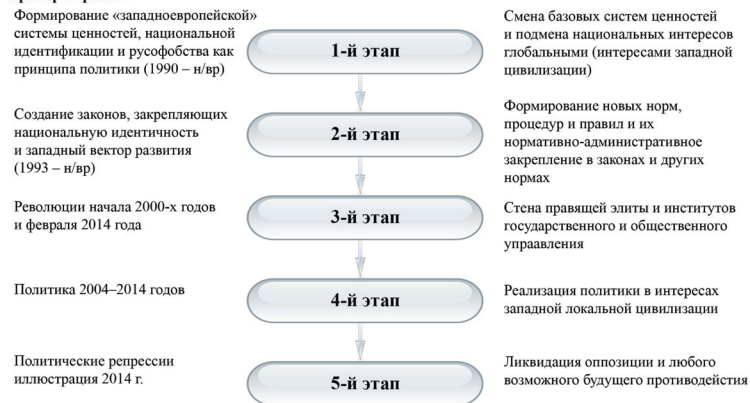 Формирование «западноевропейской»
системы ценностей, национальной
идентификации и русофобства как
принципа политики (1990 – н/вр)
1-й этап
Смена базовых систем ценностей
и подмена национальных интересов
глобальными (интересами западной
цивилизации)
Создание законов, закрепляющих
национальную идентичность
и западный вектор развития
(1993 – н/вр)
2-й этап
Формирование новых норм,
процедур и правил и их
нормативно-административное
закрепление в законах и других
нормах
Революции начала 2000-х годов
и февраля 2014 года
3-й этап
Стена правящей элиты и институтов
государственного и общественного
упраавления
Политика 2004–2014 годов
4-й этап
Реализация политики в интересах
западной локальной цивилизации
Политические репрессии
иллюстрация 2014 г.
5-й этап
Ликвидация оппозиции и любого
возможного будущего противодейстия